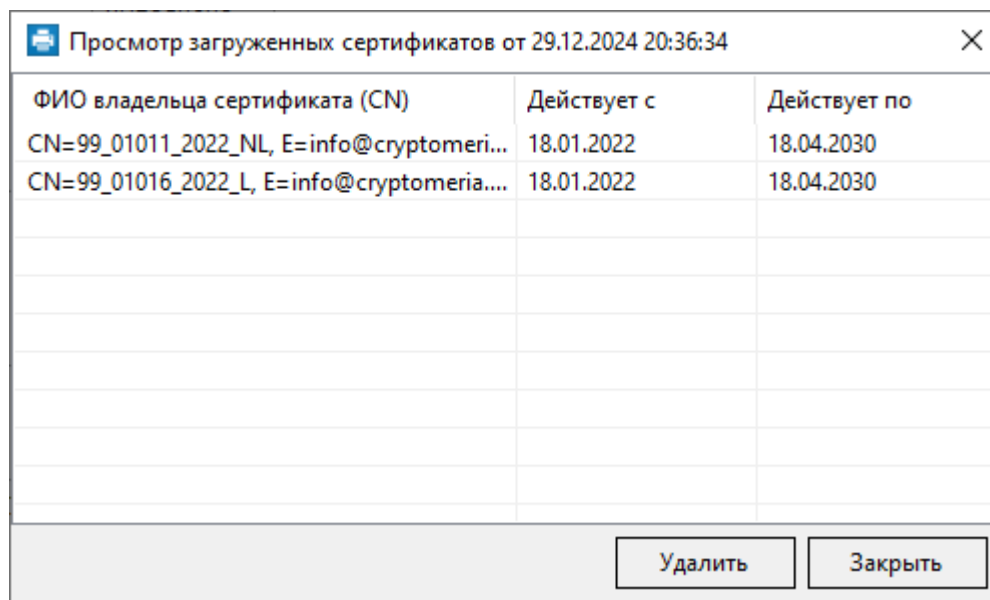 Просмотр загруженных сертификатов от 29.12.2024 20:36:34
ФИО владельца сертификата (CN) Действует с Действует по
CN=99_01011_2022_NL, E=info@cryptomeri... 18.01.2022 18.04.2030
CN=99_01016_2022_L, E=info@cryptomeria.... 18.01.2022 18.04.2030
Удалить Закрыть